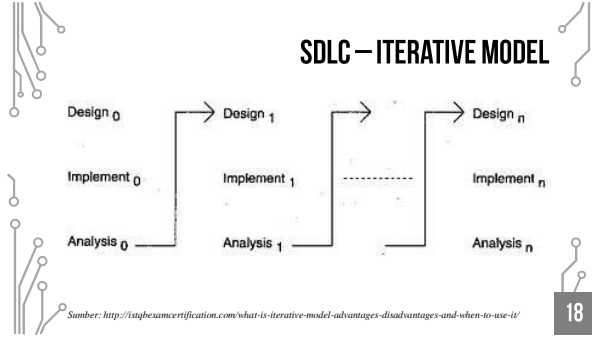 SDLC – ITERATIVE MODEL
Design 0 Design 1 Design n
Implement 0 Implement 1 Implement n
Analysis 0 Analysis 1 Analysis n
Sumber: http://istqbexamcertification.com/what-is-iterative-model-advantages-disadvantages-and-when-to-use-it/
18